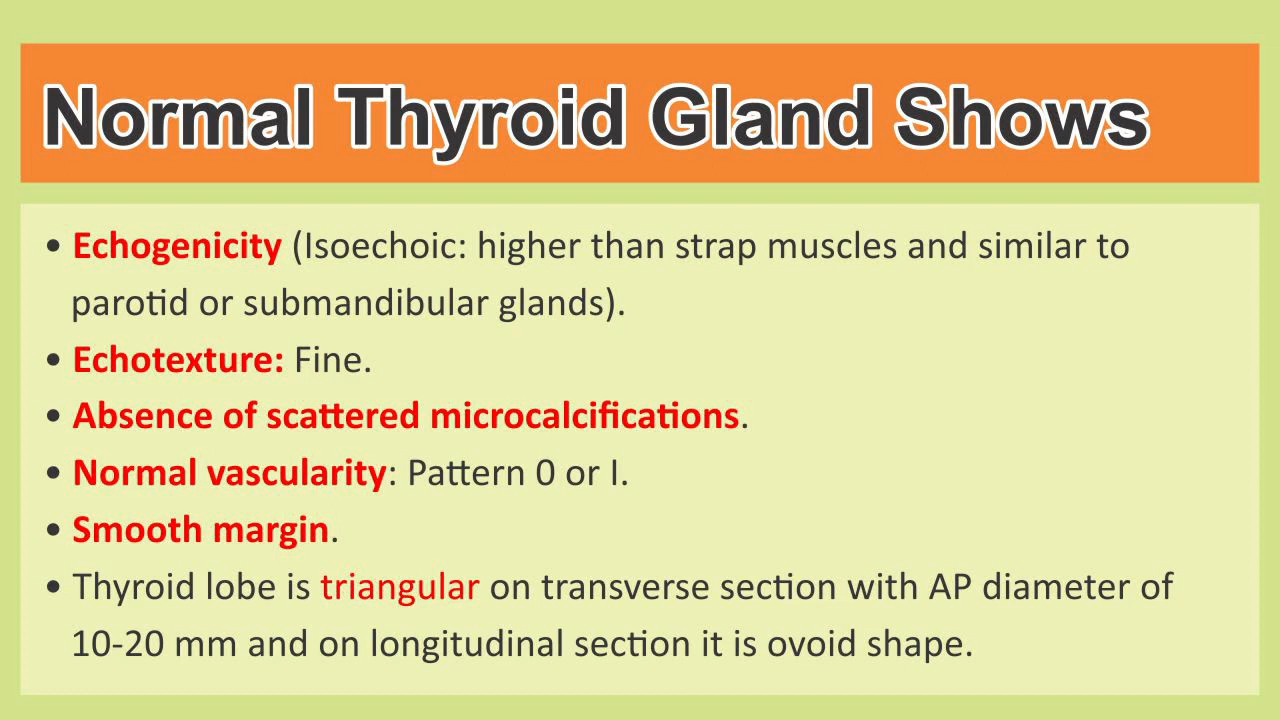 Normal Thyroid Gland Shows
• Echogenicity (Isoechoic: higher than strap muscles and similar to
parotid or submandibular glands).
• Echotexture: Fine.
• Absence of scattered microcalcifications.
• Normal vascularity: Pattern 0 or I.
• Smooth margin.
• Thyroid lobe is triangular on transverse section with AP diameter of
10-20 mm and on longitudinal section it is ovoid shape.